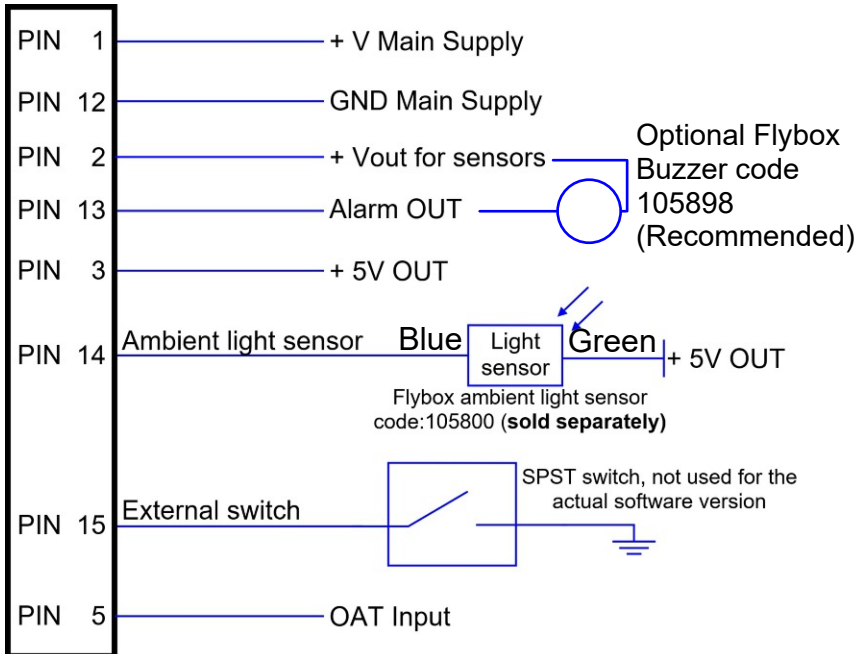 PIN 1 + V Main Supply
PIN 12 GND Main Supply
PIN 2 + Vout for sensors
Optional Flybox
Buzzer code
105898
(Recommended)
PIN 13 Alarm OUT
PIN 3 + 5V OUT
PIN 14 Ambient light sensor Blue Light
sensor Green + 5V OUT
Flybox ambient light sensor
code:105800 (sold separately)
SPST switch, not used for the
actual software version
PIN 15 External switch
PIN 5 OAT Input